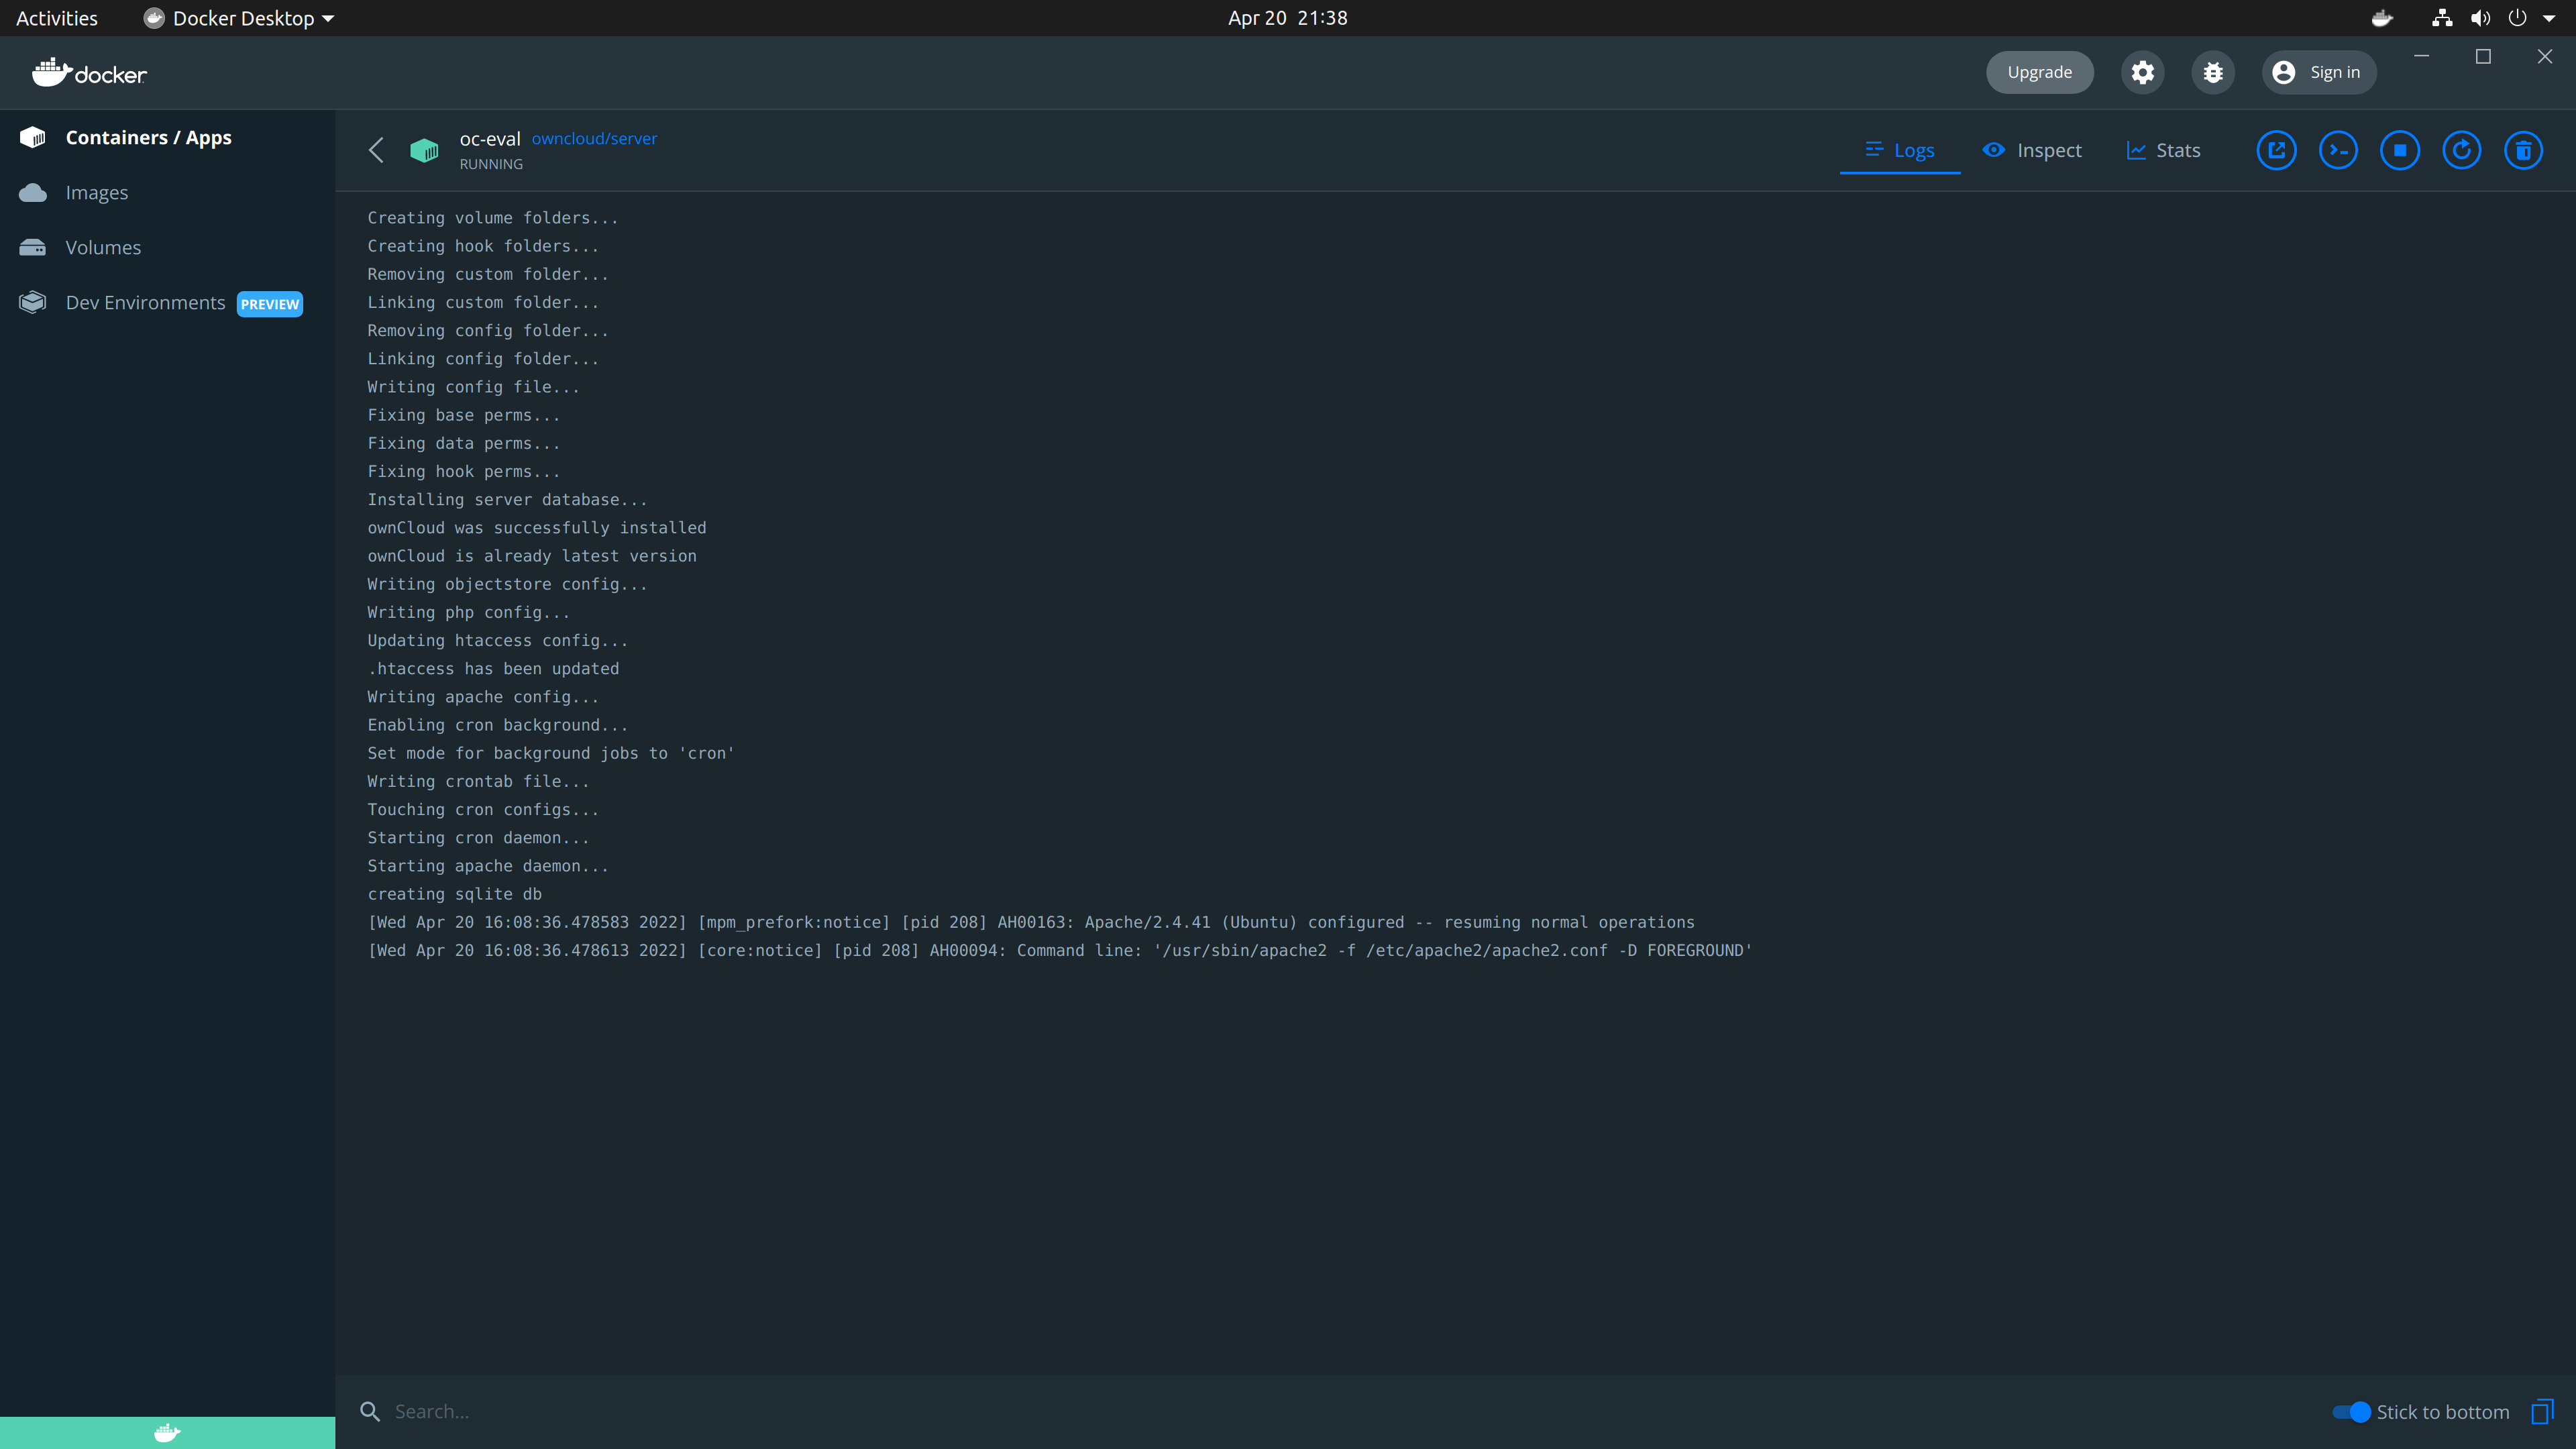 Activities Docker Desktop Apr 20 21:38
docker Upgrade Sign in
Containers / Apps
Images
Volumes
Dev Environments PREVIEW
oc-eval owncloud/server
RUNNING
Logs Inspect Stats
Creating volume folders...
Creating hook folders...
Removing custom folder...
Linking custom folder...
Removing config folder...
Linking config folder...
Writing config file...
Fixing base perms...
Fixing data perms...
Fixing hook perms...
Installing server database...
ownCloud was successfully installed
ownCloud is already latest version
Writing objectstore config...
Writing php config...
Updating htaccess config...
.htaccess has been updated
Writing apache config...
Enabling cron background...
Set mode for background jobs to 'cron'
Writing crontab file...
Touching cron configs...
Starting cron daemon...
Starting apache daemon...
creating sqlite db
[Wed Apr 20 16:08:36.478583 2022] [mpm_prefork:notice] [pid 208] AH00163: Apache/2.4.41 (Ubuntu) configured -- resuming normal operations
[Wed Apr 20 16:08:36.478613 2022] [core:notice] [pid 208] AH00094: Command line: '/usr/sbin/apache2 -f /etc/apache2/apache2.conf -D FOREGROUND'
Search...
Stick to bottom